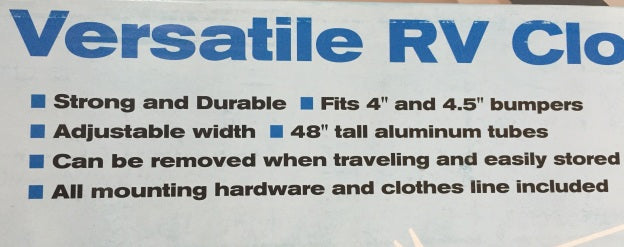 Versatile RV Clo
■ Strong and Durable ■ Fits 4" and 4.5" bumpers
■ Adjustable width ■ 48" tall aluminum tubes
■ Can be removed when traveling and easily stored
■ All mounting hardware and clothes line included